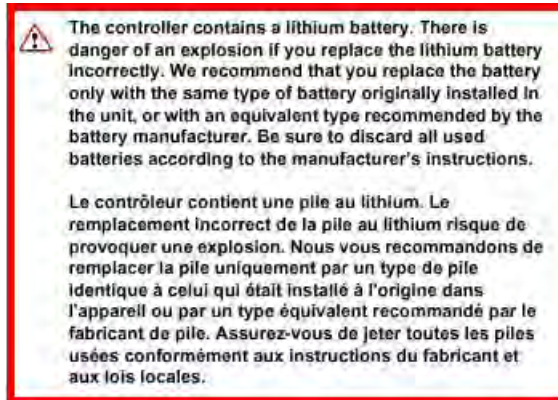 The controller contains a lithium battery. There is
danger of an explosion if you replace the lithium battery
incorrectly. We recommend that you replace the battery
only with the same type of battery originally installed in
the unit, or with an equivalent type recommended by the
battery manufacturer. Be sure to discard all used
batteries according to the manufacturer's instructions.
Le contrôleur contient une pile au lithium. Le
remplacement incorrect de la pile au lithium risque de
provoquer une explosion. Nous vous recommandons de
remplacer la pile uniquement par un type de pile
identique à celui qui était installé à l'origine dans
l'appareil ou par un type équivalent recommandé par le
fabricant de pile. Assurez-vous de jeter toutes les piles
usées conformément aux instructions du fabricant et
aux lois locales.